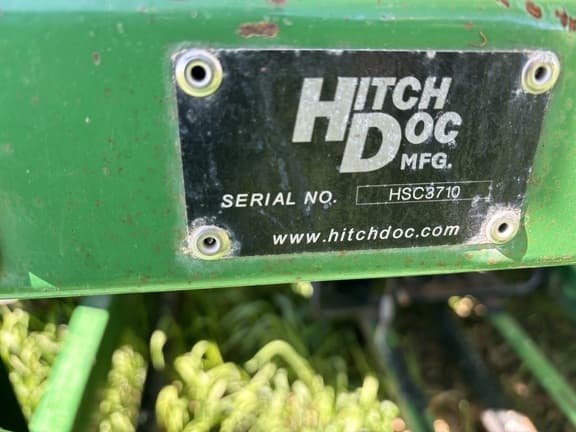 HITCH
DOC
MFG.
SERIAL NO. HSC3710
www.hitchdoc.com